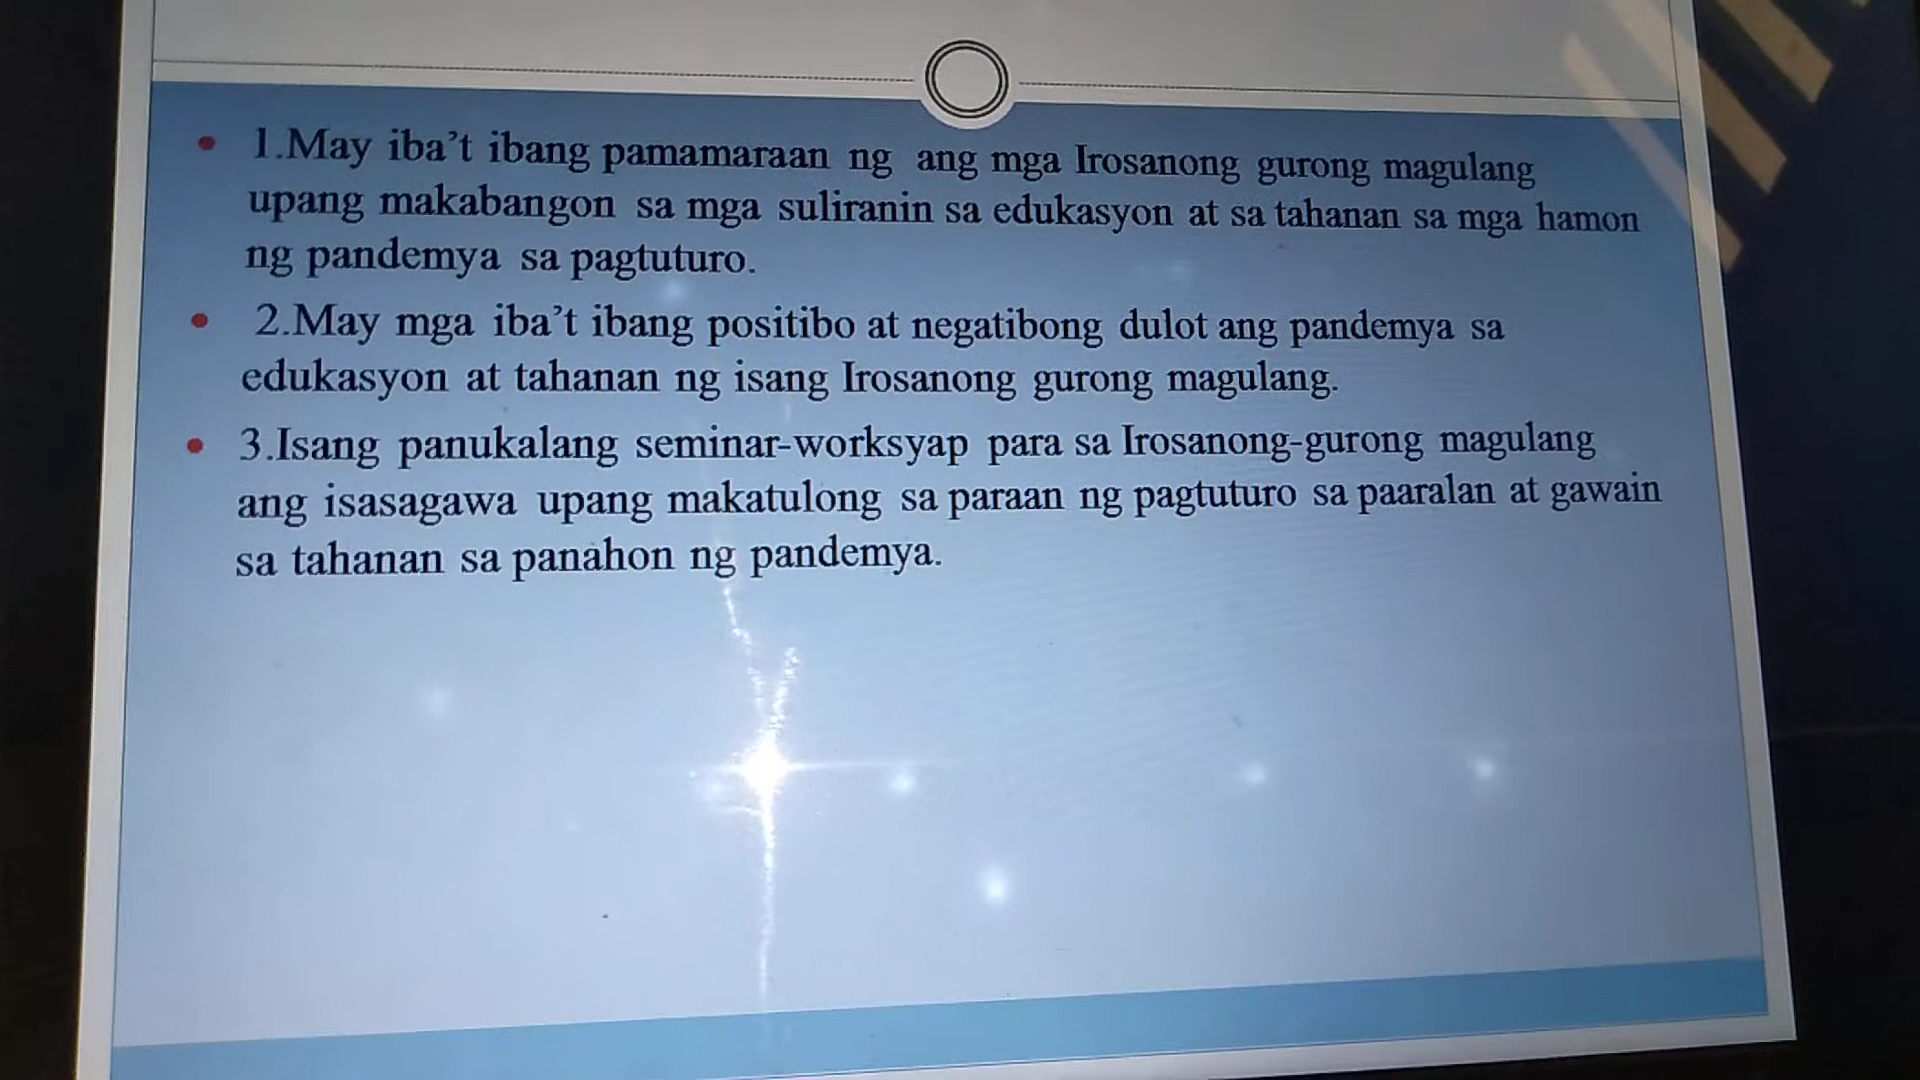 • 1.May iba’t ibang pamamaraan ng ang mga Irosanong gurong magulang
upang makabangon sa mga suliranin sa edukasyon at sa tahanan sa mga hamon
ng pandemya sa pagtuturo.
• 2.May mga iba’t ibang positibo at negatibong dulot ang pandemya sa
edukasyon at tahanan ng isang Irosanong gurong magulang.
• 3.Isang panukalang seminar-worksyap para sa Irosanong-gurong magulang
ang isasagawa upang makatulong sa paraan ng pagtuturo sa paaralan at gawain
sa tahanan sa panahon ng pandemya.